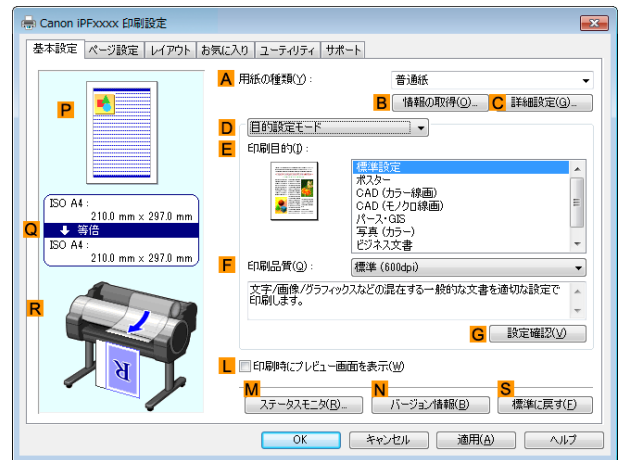 Canon iPFxxxx 印刷設定
基本設定 ページ設定 レイアウト お気に入り ユーティリティ サポート
A 用紙の種類(Y): 普通紙
B 情報の取得(O)... C 詳細設定(G)...
P
D 目的設定モード
E 印刷目的(I):
標準設定
ポスター
CAD (カラー線画)
CAD (モノクロ線画)
パース・GIS
写真 (カラー)
ビジネス文書
ISO A4 :
210.0 mm × 297.0 mm
Q 等倍
ISO A4 :
210.0 mm × 297.0 mm
F 印刷品質(Q): 標準 (600dpi)
文字/画像/グラフィックスなどの混在する一般的な文書を適切な設定で
印刷します。
R
G 設定確認(V)
L 印刷時にプレビュー画面を表示(W)
M N S
ステータスモニタ(R)... バージョン情報(B) 標準に戻す(F)
OK キャンセル 適用(A) ヘルプ
R